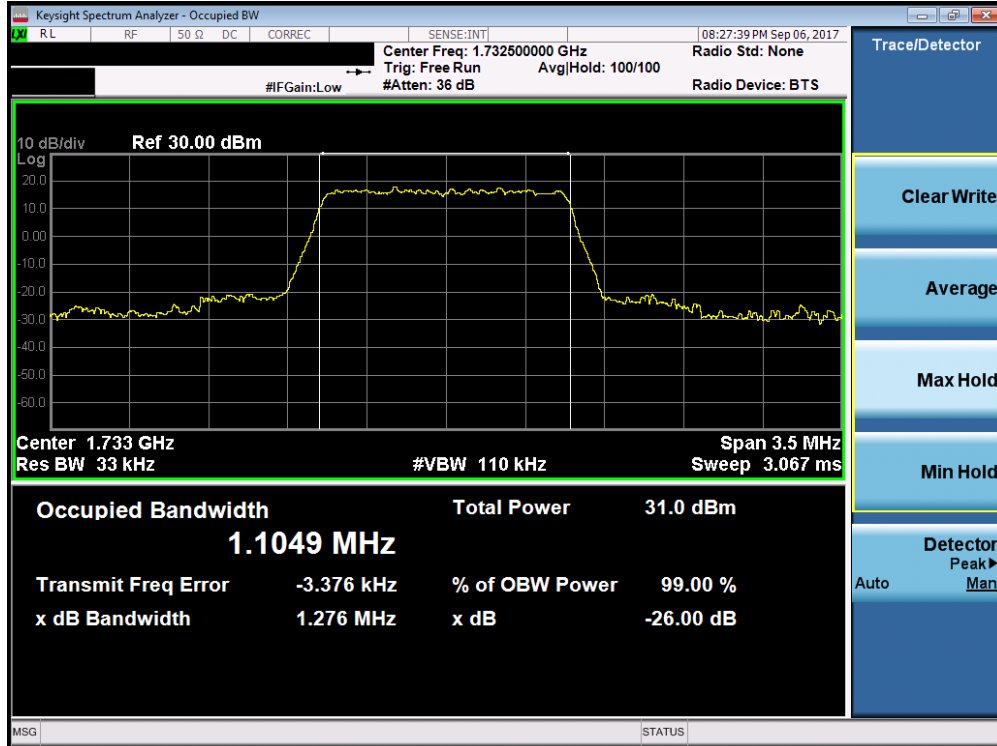 Keysight Spectrum Analyzer - Occupied BW
LXI RL RF 50 Ω DC CORREC SENSE:INT 08:27:39 PM Sep 06, 2017
Center Freq: 1.732500000 GHz Radio Std: None
Trig: Free Run Avg|Hold: 100/100
#IFGain:Low #Atten: 36 dB Radio Device: BTS
10 dB/div Ref 30.00 dBm
Log
20.0
10.0
0.00
-10.0
-20.0
-30.0
-40.0
-50.0
-60.0
Center 1.733 GHz Span 3.5 MHz
Res BW 33 kHz #VBW 110 kHz Sweep 3.067 ms
Occupied Bandwidth Total Power 31.0 dBm
1.1049 MHz
Transmit Freq Error -3.376 kHz % of OBW Power 99.00 %
x dB Bandwidth 1.276 MHz x dB -26.00 dB
Trace/Detector
Clear Write
Average
Max Hold
Min Hold
Detector
Peak▶
Auto Man
MSG STATUS